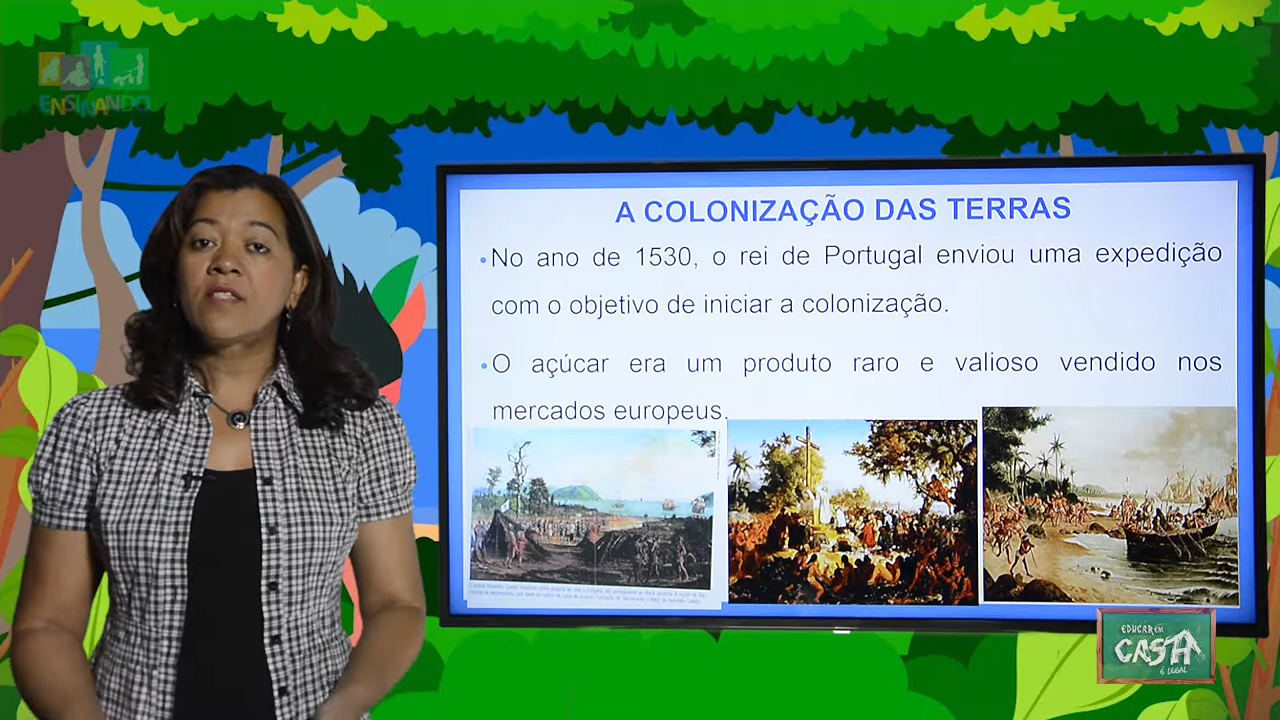 ENSINANDO
A COLONIZAÇÃO DAS TERRAS
• No ano de 1530, o rei de Portugal enviou uma expedição
com o objetivo de iniciar a colonização.
• O açúcar era um produto raro e valioso vendido nos
mercados europeus.
EDUCAR EM
CASA
É LEGAL